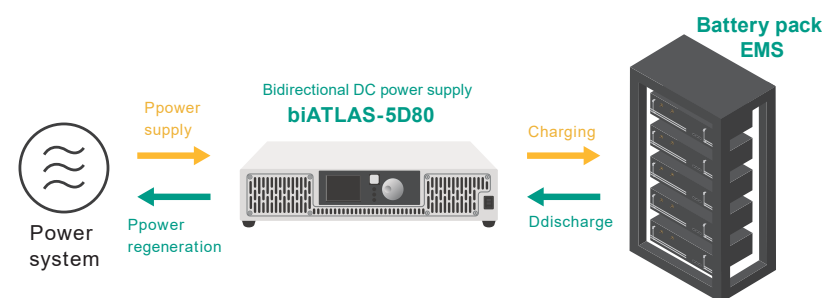 Battery pack
EMS
Bidirectional DC power supply
biATLAS-5D80
Ppower
supply
Charging
Power
system
Ppower
regeneration
Ddischarge